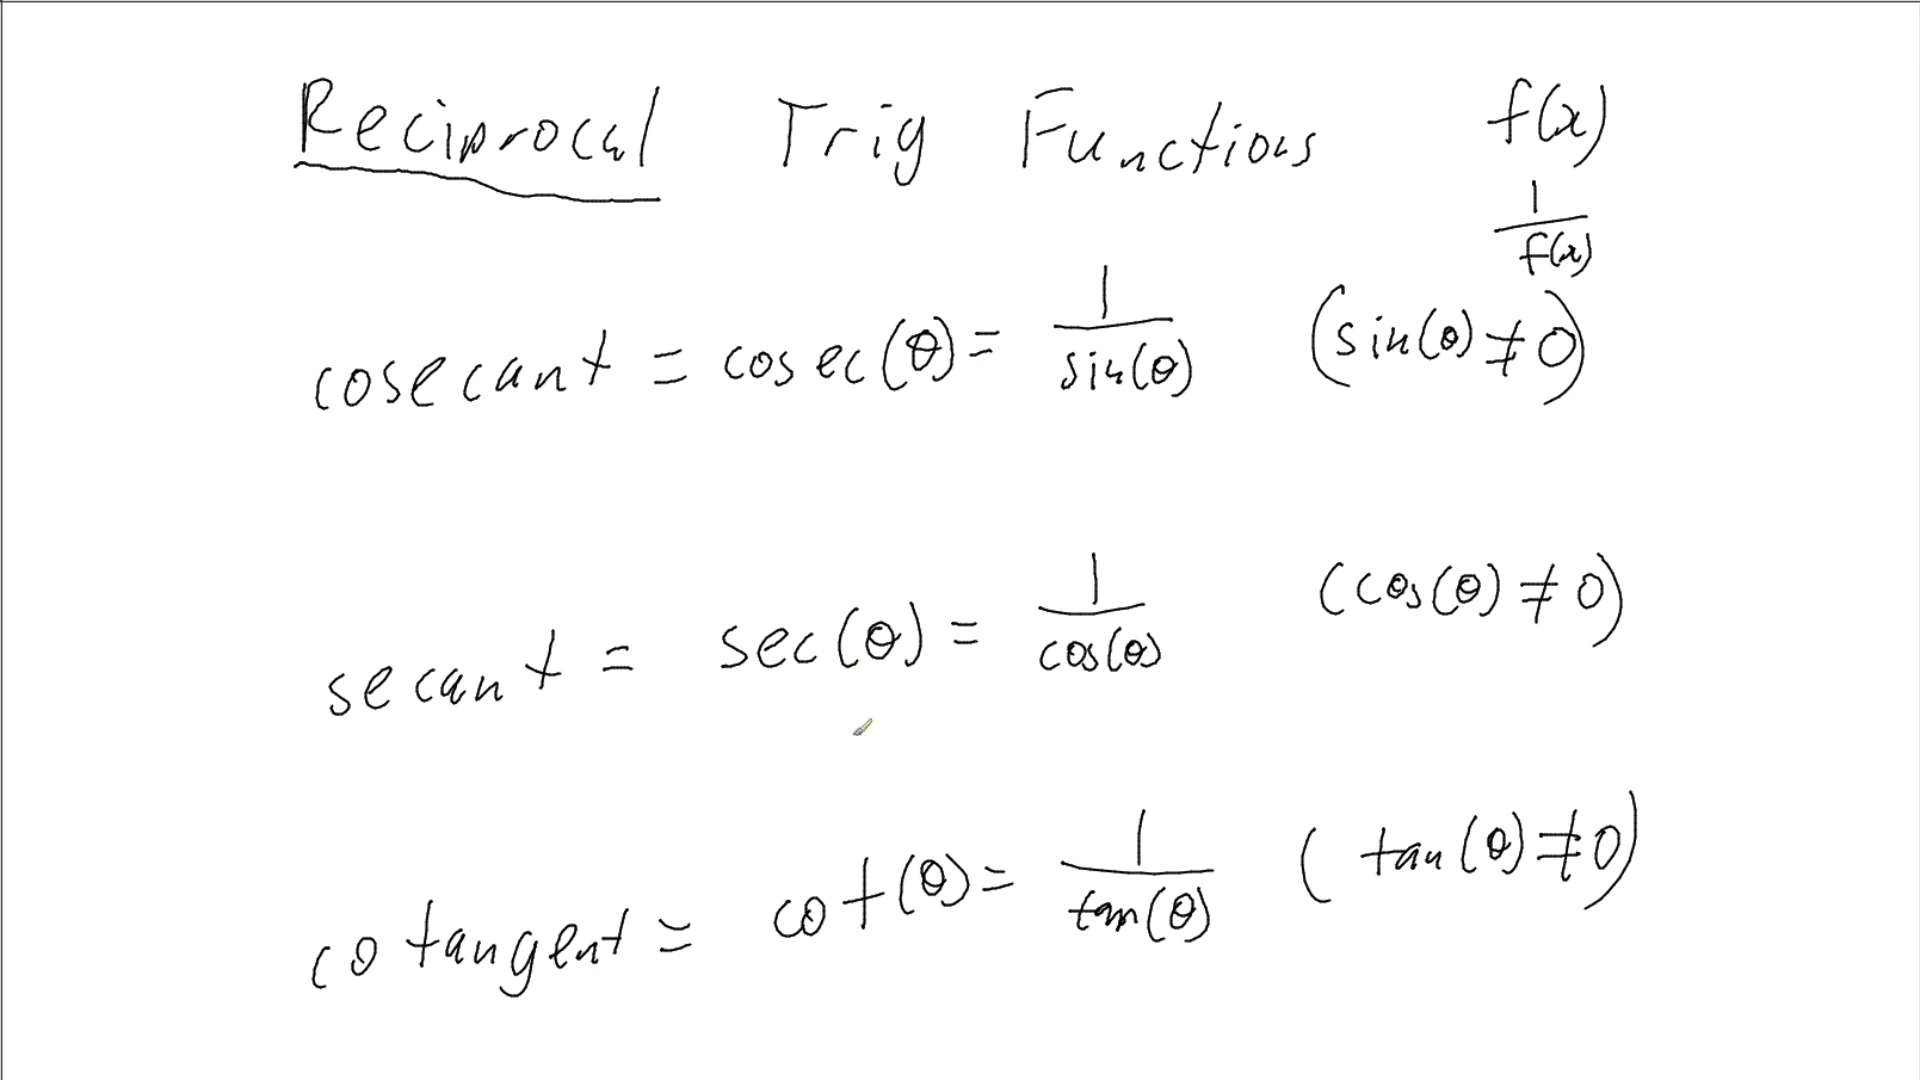 Reciprocal Trig Functions f(x)
1/f(x)
cosecant = cosec(θ) = 1/sin(θ) (sin(θ) ≠ 0)
secant = sec(θ) = 1/cos(θ) (cos(θ) ≠ 0)
cotangent = cot(θ) = 1/tan(θ) (tan(θ) ≠ 0)